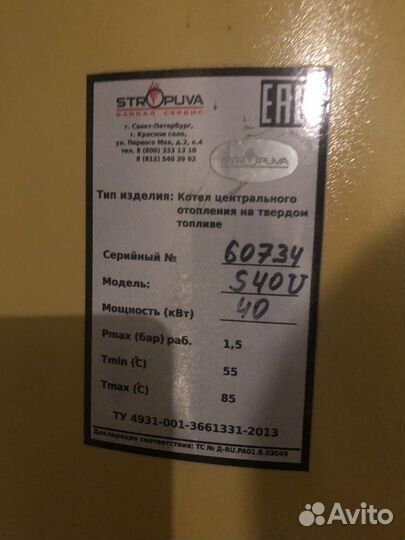 STROPUVA
БАЙКАЛ СЕРВИС
г. Санкт-Петербург,
г. Красное село,
ул. Первого Мая, д.2, к.4
тел. 8 (800) 333 13 10
8 (812) 540 39 92
EAC
STROPUVA
Тип изделия: Котел центрального
отопления на твердом
топливе
Серийный № 60734
Модель: S40U
Мощность (кВт) 40
Pmax (бар) раб. 1,5
Tmin (C) 55
Tmax (C) 85
ТУ 4931-001-3661331-2013
Декларация соответствия: ТС № Д-RU.РА01.В.03049
Avito